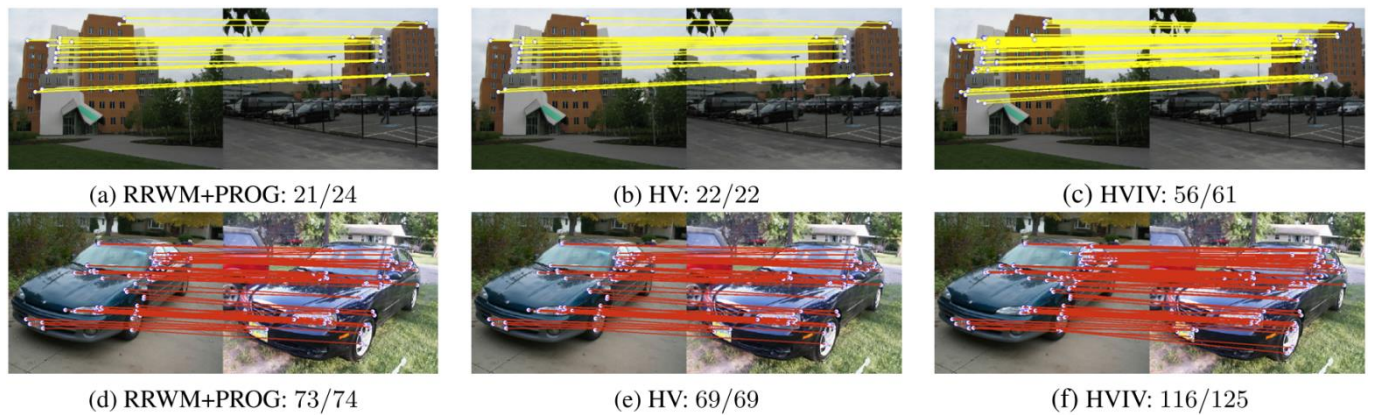 (a) RRWM+PROG: 21/24
(b) HV: 22/22
(c) HVIV: 56/61
(d) RRWM+PROG: 73/74
(e) HV: 69/69
(f) HVIV: 116/125